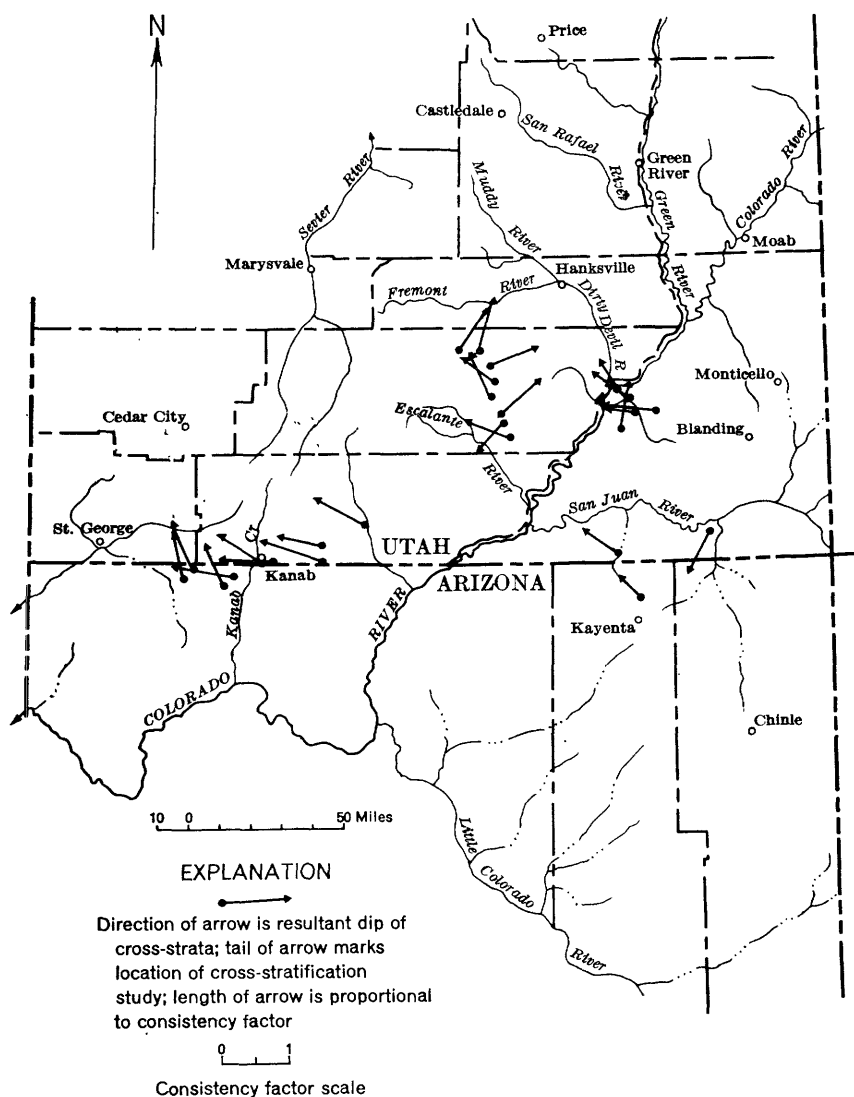 N
Price
Castledale
San Rafael
River
Green
River
Green
River
Colorado
River
Moab
Sevier
River
Marysvale
Muddy
River
Hanksville
Fremont
River
Dirty Devil R
Monticello
Blanding
Cedar City
Escalante
River
San Juan
River
St. George
UTAH
ARIZONA
Cr
Kanab
Kanab
RIVER
COLORADO
Kayenta
Chinle
Little
Colorado
River
10 0 50 Miles
EXPLANATION
Direction of arrow is resultant dip of
cross-strata; tail of arrow marks
location of cross-stratification
study; length of arrow is proportional
to consistency factor
0 1
Consistency factor scale